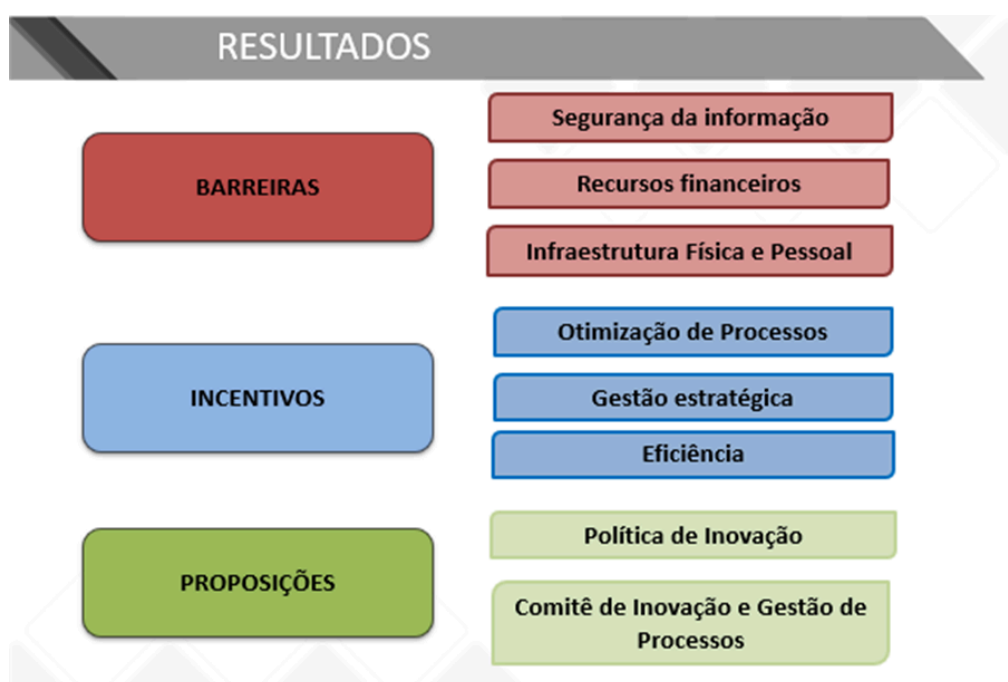 RESULTADOS
BARREIRAS
Segurança da informação
Recursos financeiros
Infraestrutura Física e Pessoal
INCENTIVOS
Otimização de Processos
Gestão estratégica
Eficiência
PROPOSIÇÕES
Política de Inovação
Comitê de Inovação e Gestão de
Processos